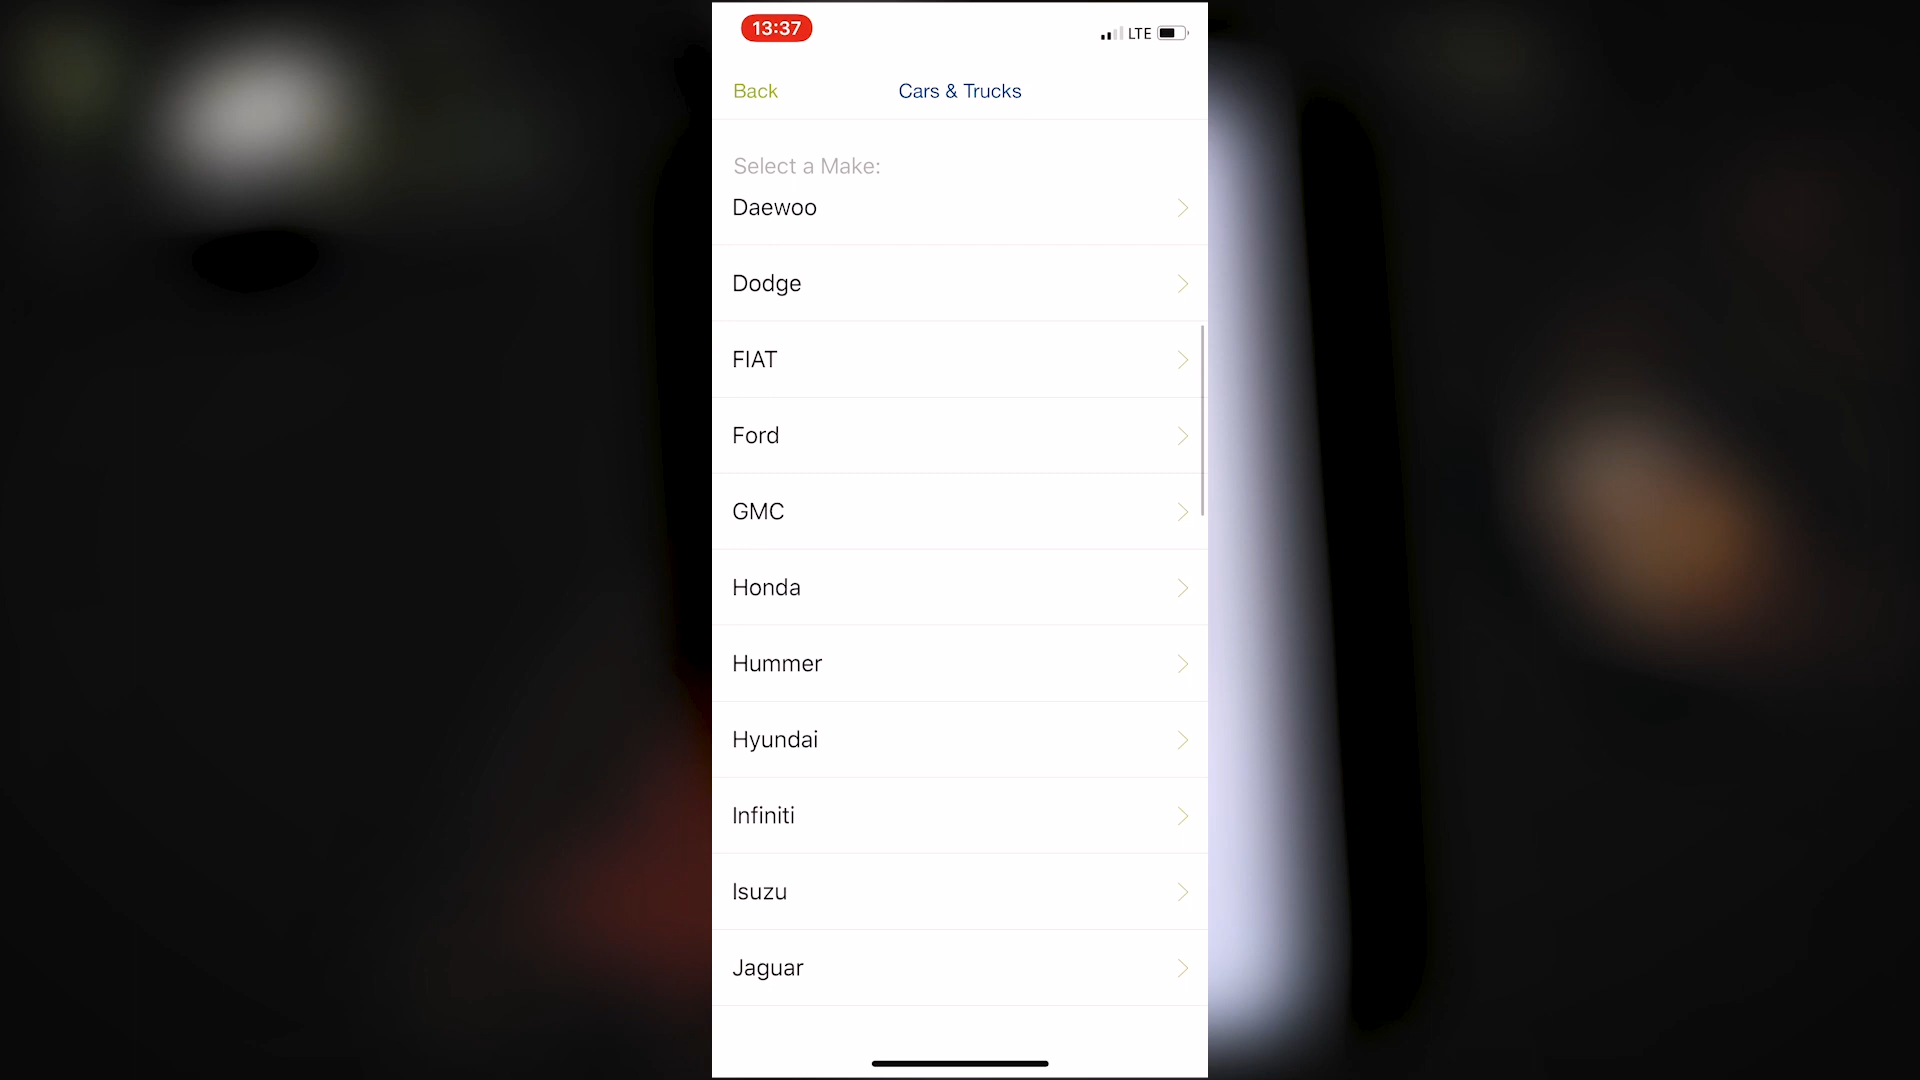 13:37
LTE
Back
Cars & Trucks
Select a Make:
Daewoo
Dodge
FIAT
Ford
GMC
Honda
Hummer
Hyundai
Infiniti
Isuzu
Jaguar